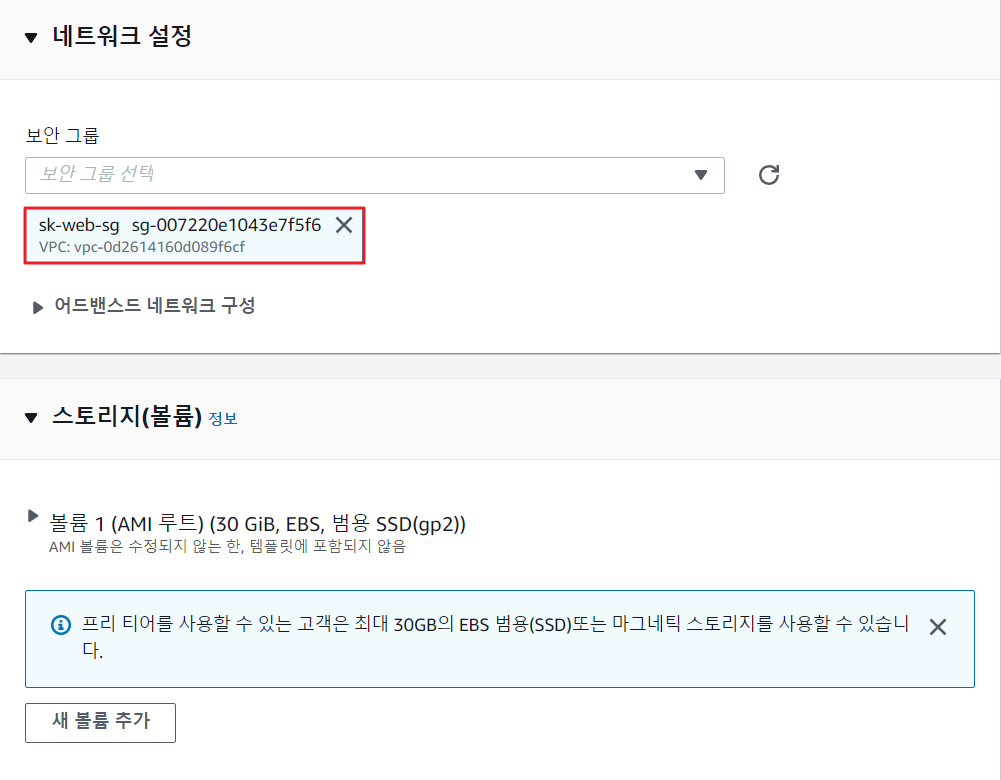 네트워크 설정
보안 그룹
보안 그룹 선택
sk-web-sg sg-007220e1043e7f5f6
VPC: vpc-0d2614160d089f6cf
어드밴스드 네트워크 구성
스토리지(볼륨) 정보
볼륨 1 (AMI 루트) (30 GiB, EBS, 범용 SSD(gp2))
AMI 볼륨은 수정되지 않는 한, 템플릿에 포함되지 않음
프리 티어를 사용할 수 있는 고객은 최대 30GB의 EBS 범용(SSD)또는 마그네틱 스토리지를 사용할 수 있습니
다.
새 볼륨 추가